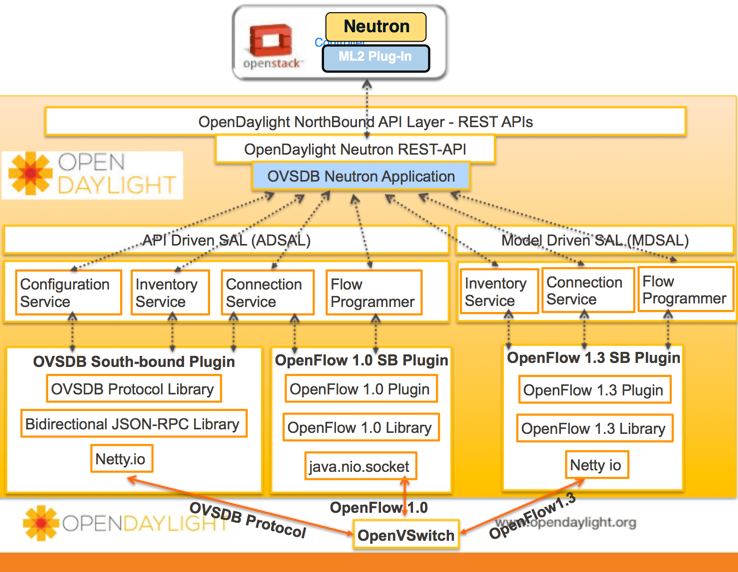 Neutron
Controller
ML2 Plug-In
openstack
OpenDaylight NorthBound API Layer - REST APIs
OpenDaylight Neutron REST-API
OVSDB Neutron Application
OPEN
DAYLIGHT
API Driven SAL (ADSAL)
Model Driven SAL (MDSAL)
Configuration
Service
Inventory
Service
Connection
Service
Flow
Programmer
Inventory
Service
Connection
Service
Flow
Programmer
OVSDB South-bound Plugin
OVSDB Protocol Library
Bidirectional JSON-RPC Library
Netty.io
OpenFlow 1.0 SB Plugin
OpenFlow 1.0 Plugin
OpenFlow 1.0 Library
java.nio.socket
OpenFlow 1.3 SB Plugin
OpenFlow 1.3 Plugin
OpenFlow 1.3 Library
Netty io
OVSDB Protocol
OpenFlow 1.0
OpenFlow1.3
OPENDAYLIGHT
www.opendaylight.org
OpenVSwitch